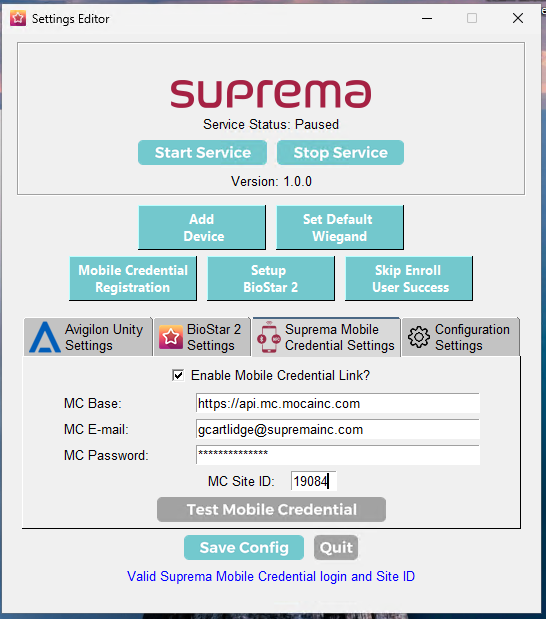 Settings Editor
suprema
Service Status: Paused
Start Service
Stop Service
Version: 1.0.0
Add
Device
Set Default
Wiegand
Mobile Credential
Registration
Setup
BioStar 2
Skip Enroll
User Success
Avigilon Unity
Settings
BioStar 2
Settings
Suprema Mobile
Credential Settings
Configuration
Settings
Enable Mobile Credential Link?
MC Base:
https://api.mc.mocainc.com
MC E-mail:
gcartlidge@supremainc.com
MC Password:
**************
MC Site ID:
19084
Test Mobile Credential
Save Config
Quit
Valid Suprema Mobile Credential login and Site ID